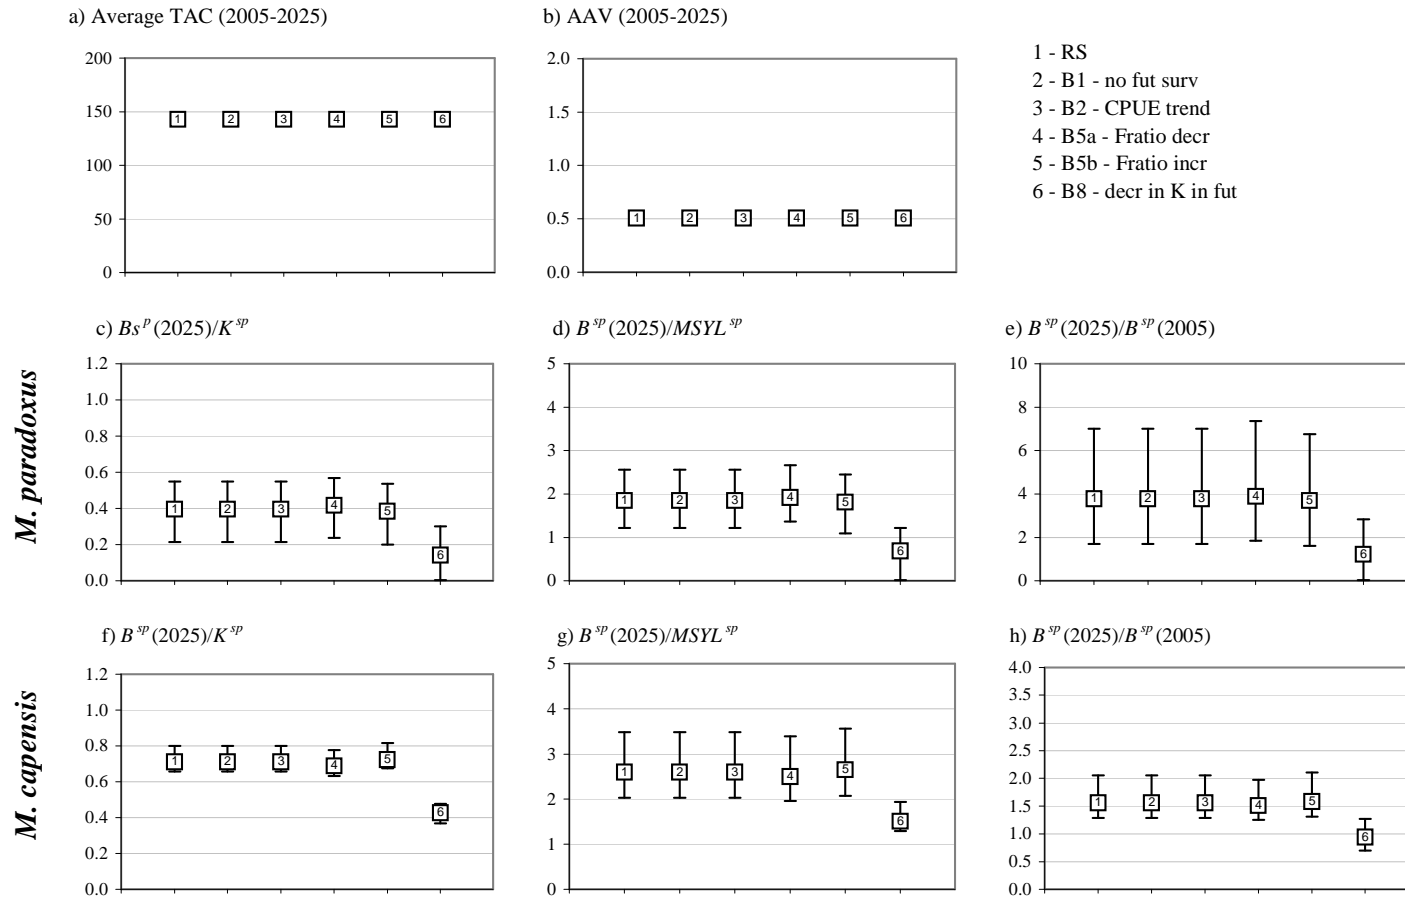 a) Average TAC (2005-2025)
200
150
100
50
0
1 2 3 4 5 6
b) AAV (2005-2025)
2.0
1.5
1.0
0.5
0.0
1 2 3 4 5 6
1 - RS
2 - B1 - no fut surv
3 - B2 - CPUE trend
4 - B5a - Fratio decr
5 - B5b - Fratio incr
6 - B8 - decr in K in fut
M. paradoxus
c) Bs^p (2025)/K^sp
1.2
1.0
0.8
0.6
0.4
0.2
0.0
1 2 3 4 5 6
d) B^sp (2025)/MSYL^sp
5
4
3
2
1
0
1 2 3 4 5 6
e) B^sp (2025)/B^sp (2005)
10
8
6
4
2
0
1 2 3 4 5 6
M. capensis
f) B^sp (2025)/K^sp
1.2
1.0
0.8
0.6
0.4
0.2
0.0
1 2 3 4 5 6
g) B^sp (2025)/MSYL^sp
5
4
3
2
1
0
1 2 3 4 5 6
h) B^sp (2025)/B^sp (2005)
4.0
3.5
3.0
2.5
2.0
1.5
1.0
0.5
0.0
1 2 3 4 5 6